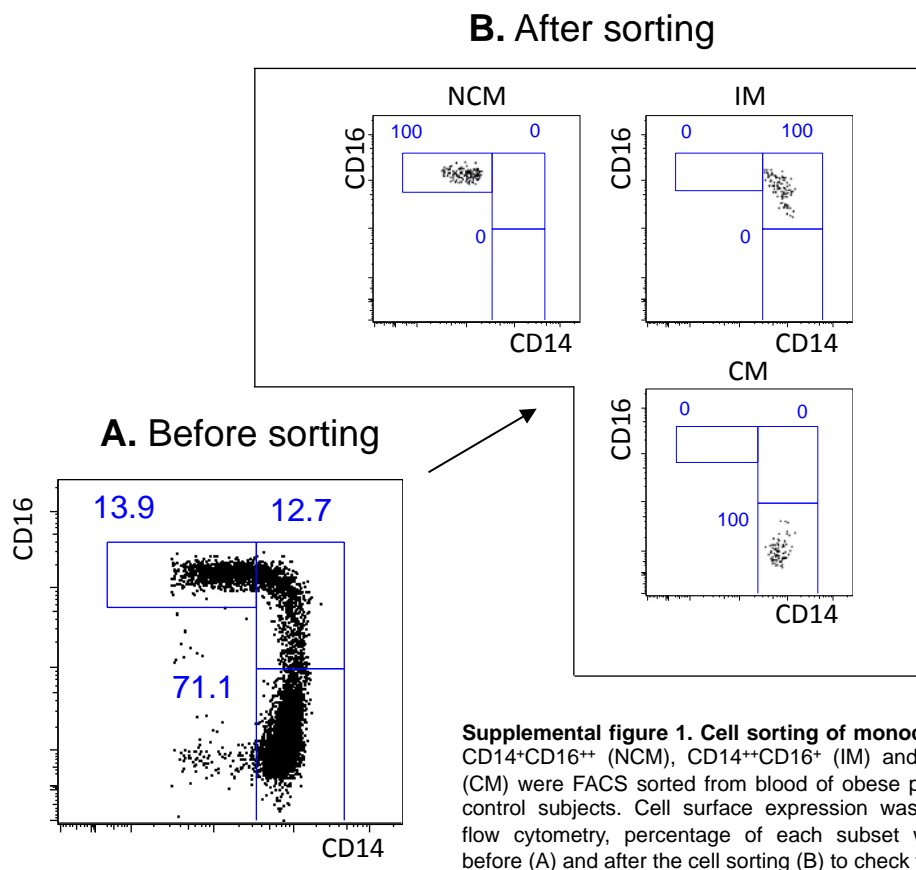 B. After sorting
NCM
IM
100
0
0
100
CD16
CD16
0
0
CD14
CD14
CM
0
0
CD16
100
CD14
A. Before sorting
13.9
12.7
CD16
71.1
CD14
Supplemental figure 1. Cell sorting of
CD14⁺CD16⁺⁺ (NCM), CD14⁺⁺CD16⁺ (IM) and
(CM) were FACS sorted from blood of obese
control subjects. Cell surface expression was
flow cytometry, percentage of each subset
before (A) and after the cell sorting (B) to check